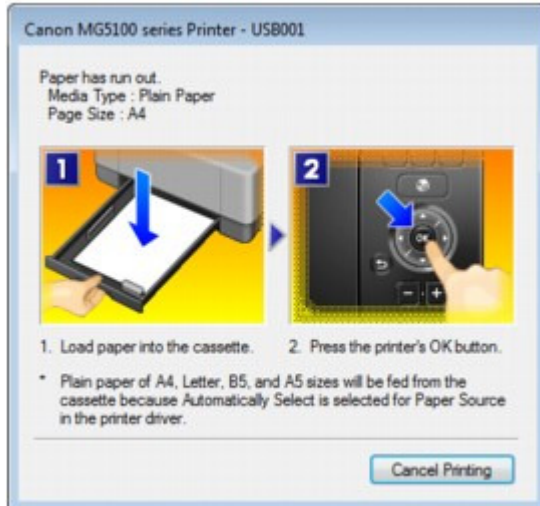 Canon MG5100 series Printer - USB001
Paper has run out.
Media Type : Plain Paper
Page Size : A4
1
2
OK
- · +
1. Load paper into the cassette.
2. Press the printer's OK button.
* Plain paper of A4, Letter, B5, and A5 sizes will be fed from the
cassette because Automatically Select is selected for Paper Source
in the printer driver.
Cancel Printing